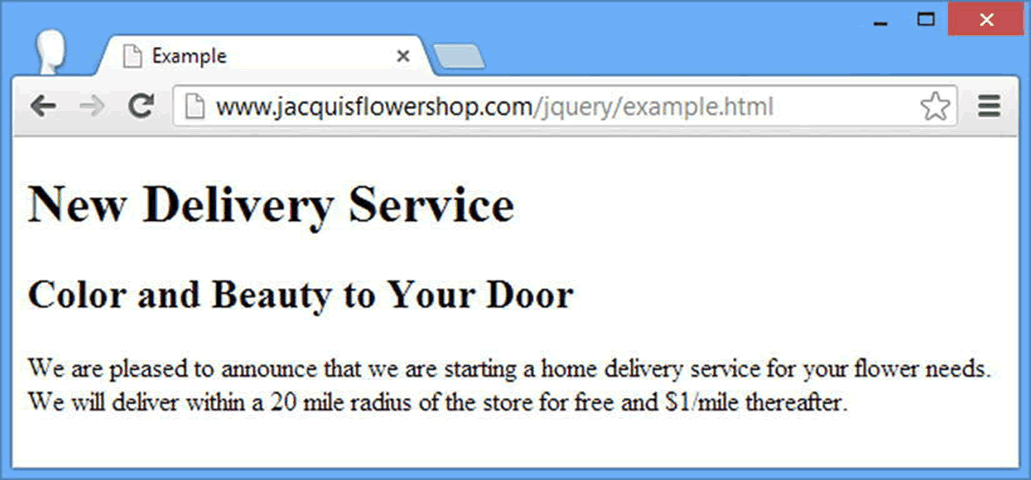 Example
www.jacquisflowershop.com/jquery/example.html
New Delivery Service
Color and Beauty to Your Door
We are pleased to announce that we are starting a home delivery service for your flower needs.
We will deliver within a 20 mile radius of the store for free and $1/mile thereafter.